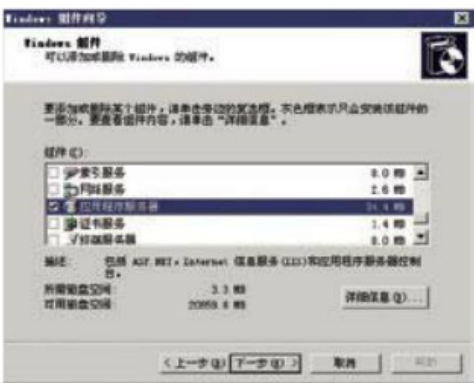 Windows 组件向导
Windows 组件
可以添加或删除 Windows 的组件。
要添加或删除某个组件，请单击旁边的复选框。灰色框表示只会安装该组件的
一部分。要查看组件内容，请单击“详细信息”。
组件(C):
索引服务 0.0 MB
网络服务 2.6 MB
应用程序服务器 24.4 MB
证书服务 1.4 MB
终端服务器 0.0 MB
描述: 包括 ASP.NET，Internet 信息服务(IIS)和应用程序服务器控制
台。
所需磁盘空间: 3.3 MB
可用磁盘空间: MB
详细信息(D)...
<上一步(B) 下一步(N)> 取消 帮助